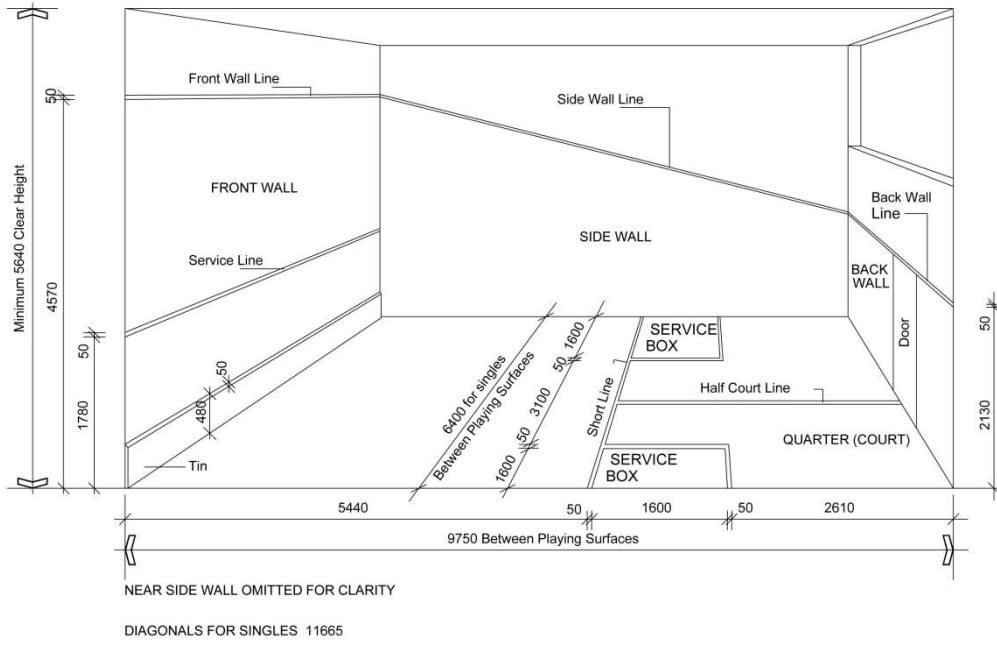 Front Wall Line
50
Side Wall Line
Minimum 5640 Clear Height
FRONT WALL
Back Wall
Line
SIDE WALL
Service Line
BACK
WALL
4570
50
50
1780
50
480
6400 for singles
Between Playing Surfaces
1600
50
3100
50
1600
Short Line
SERVICE
BOX
Door
50
2130
Half Court Line
QUARTER (COURT)
SERVICE
BOX
Tin
5440
50
1600
50
2610
9750 Between Playing Surfaces
NEAR SIDE WALL OMITTED FOR CLARITY
DIAGONALS FOR SINGLES 11665